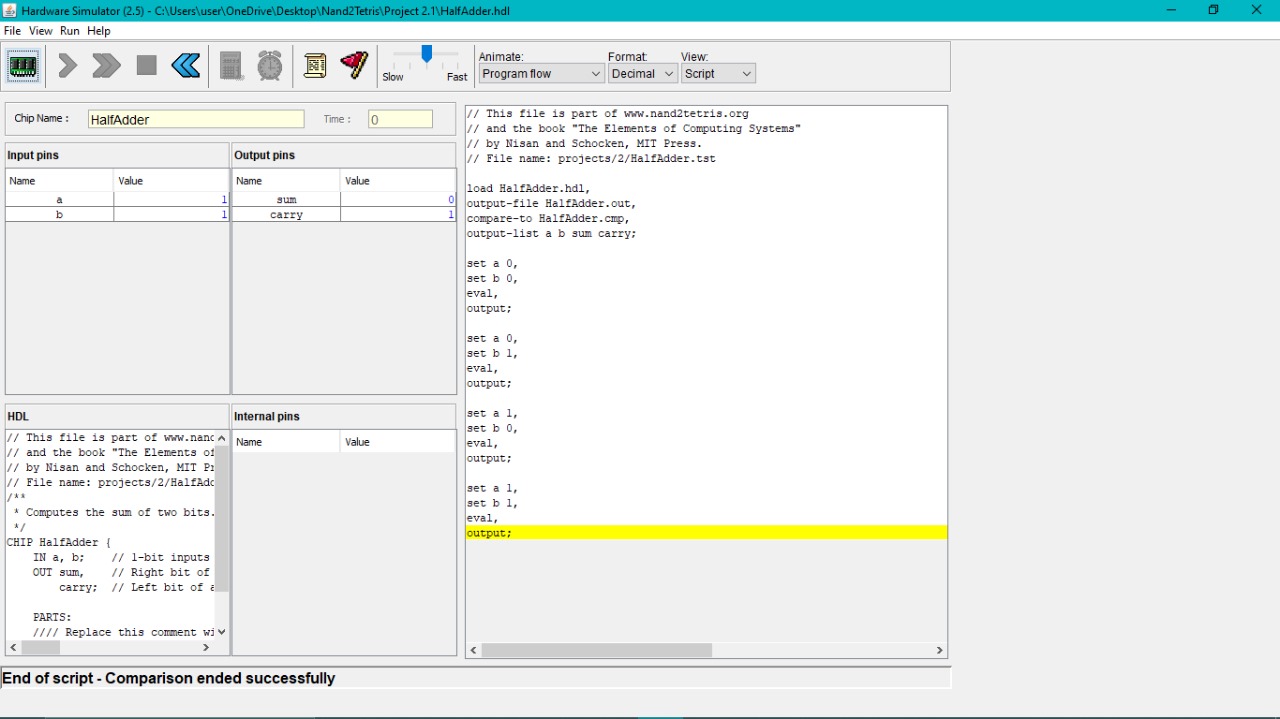 Hardware Simulator (2.5) - C:\Users\user\OneDrive\Desktop\Nand2Tetris\Project 2.1\HalfAdder.hdl
File View Run Help
Slow Fast
Animate: Format: View:
Program flow Decimal Script
Chip Name : HalfAdder Time : 0
Input pins
Name Value
a 1
b 1
Output pins
Name Value
sum 0
carry 1
HDL
// This file is part of www.nand
// and the book "The Elements of
// by Nisan and Schocken, MIT Pr
// File name: projects/2/HalfAdd
/**
* Computes the sum of two bits.
*/
CHIP HalfAdder {
IN a, b; // 1-bit inputs
OUT sum, // Right bit of
carry; // Left bit of a
PARTS:
//// Replace this comment wi
Internal pins
Name Value
// This file is part of www.nand2tetris.org
// and the book "The Elements of Computing Systems"
// by Nisan and Schocken, MIT Press.
// File name: projects/2/HalfAdder.tst
load HalfAdder.hdl,
output-file HalfAdder.out,
compare-to HalfAdder.cmp,
output-list a b sum carry;
set a 0,
set b 0,
eval,
output;
set a 0,
set b 1,
eval,
output;
set a 1,
set b 0,
eval,
output;
set a 1,
set b 1,
eval,
output;
End of script - Comparison ended successfully